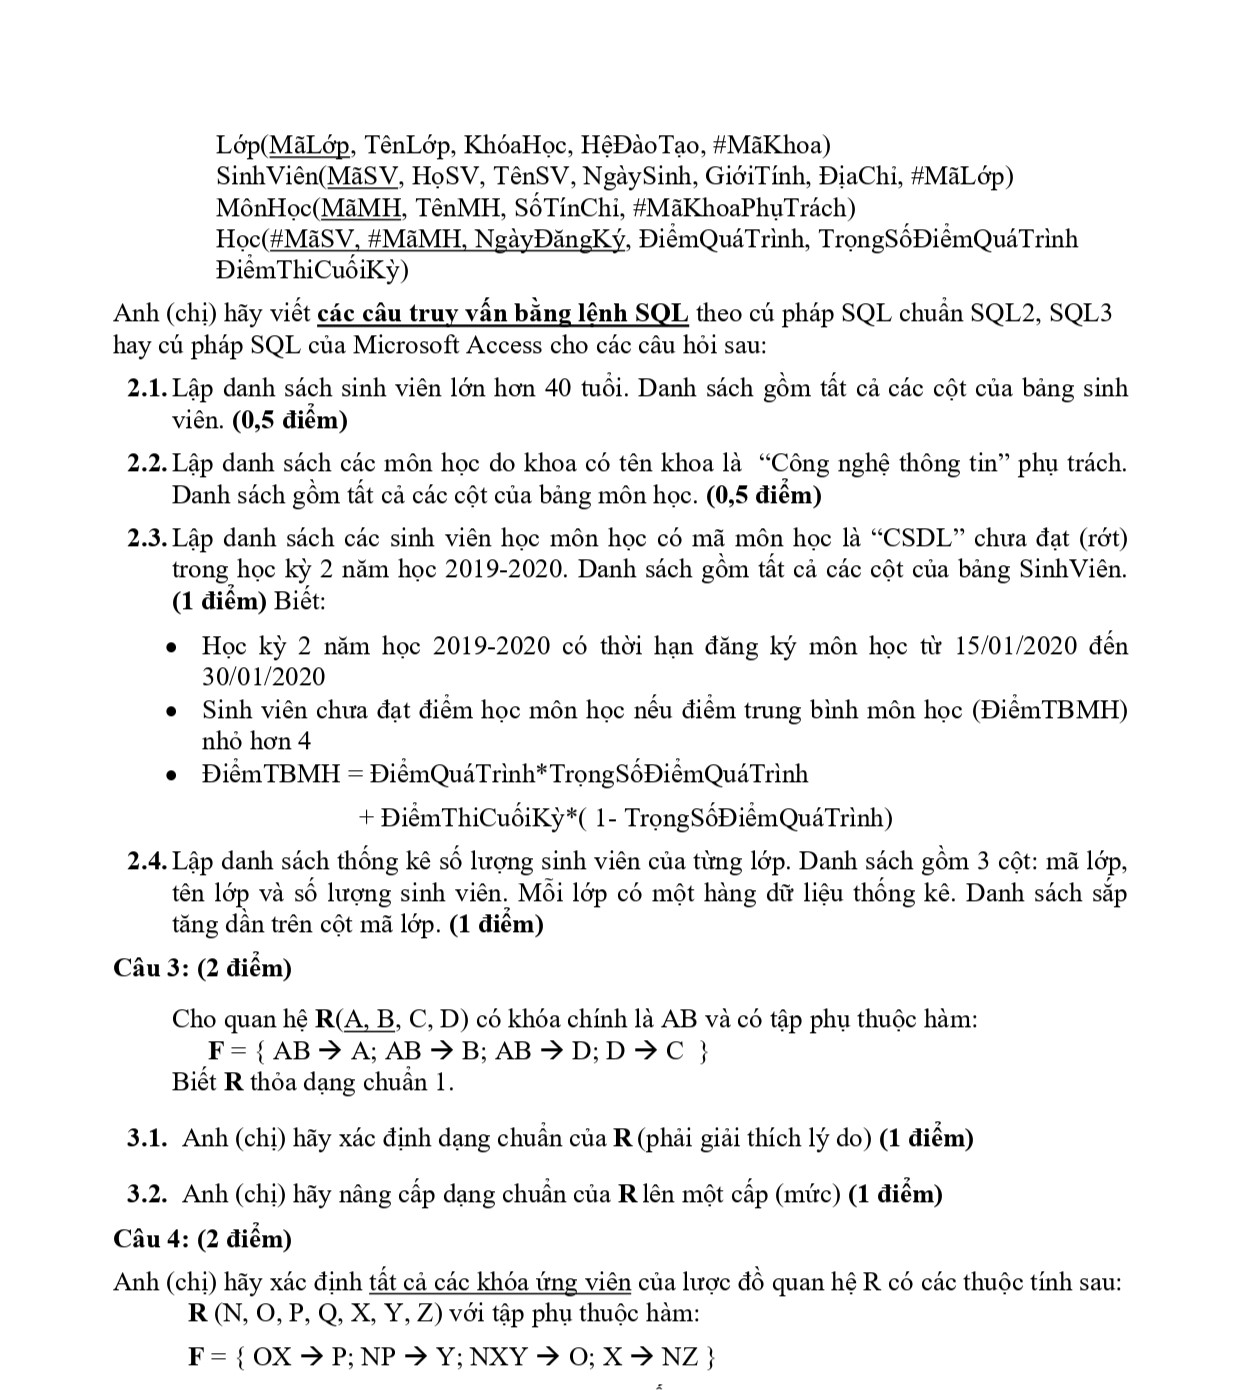 Lớp(MãLớp, TênLớp, KhóaHọc, HệĐàoTạo, #MãKhoa)
SinhViên(MãSV, HọSV, TênSV, NgàySinh, GiớiTính, ĐịaChỉ, #MãLớp)
MônHọc(MãMH, TênMH, SốTínChỉ, #MãKhoaPhụTrách)
Học(#MãSV, #MãMH, NgàyĐăngKý, ĐiểmQuáTrình, TrọngSốĐiểmQuáTrình
ĐiểmThiCuốiKỳ)
Anh (chị) hãy viết các câu truy vấn bằng lệnh SQL theo cú pháp SQL chuẩn SQL2, SQL3
hay cú pháp SQL của Microsoft Access cho các câu hỏi sau:
2.1. Lập danh sách sinh viên lớn hơn 40 tuổi. Danh sách gồm tất cả các cột của bảng sinh
viên. (0,5 điểm)
2.2. Lập danh sách các môn học do khoa có tên khoa là “Công nghệ thông tin” phụ trách.
Danh sách gồm tất cả các cột của bảng môn học. (0,5 điểm)
2.3. Lập danh sách các sinh viên học môn học có mã môn học là “CSDL” chưa đạt (rớt)
trong học kỳ 2 năm học 2019-2020. Danh sách gồm tất cả các cột của bảng SinhViên.
(1 điểm) Biết:
• Học kỳ 2 năm học 2019-2020 có thời hạn đăng ký môn học từ 15/01/2020 đến
30/01/2020
• Sinh viên chưa đạt điểm học môn học nếu điểm trung bình môn học (ĐiểmTBMH)
nhỏ hơn 4
• ĐiểmTBMH = ĐiểmQuáTrình*TrọngSốĐiểmQuáTrình
+ ĐiểmThiCuốiKỳ*( 1- TrọngSốĐiểmQuáTrình)
2.4. Lập danh sách thống kê số lượng sinh viên của từng lớp. Danh sách gồm 3 cột: mã lớp,
tên lớp và số lượng sinh viên. Mỗi lớp có một hàng dữ liệu thống kê. Danh sách sắp
tăng dần trên cột mã lớp. (1 điểm)
Câu 3: (2 điểm)
Cho quan hệ R(A, B, C, D) có khóa chính là AB và có tập phụ thuộc hàm:
F = { AB → A; AB → B; AB → D; D → C }
Biết R thỏa dạng chuẩn 1.
3.1. Anh (chị) hãy xác định dạng chuẩn của R (phải giải thích lý do) (1 điểm)
3.2. Anh (chị) hãy nâng cấp dạng chuẩn của R lên một cấp (mức) (1 điểm)
Câu 4: (2 điểm)
Anh (chị) hãy xác định tất cả các khóa ứng viên của lược đồ quan hệ R có các thuộc tính sau:
R (N, O, P, Q, X, Y, Z) với tập phụ thuộc hàm:
F = { OX → P; NP → Y; NXY → O; X → NZ }